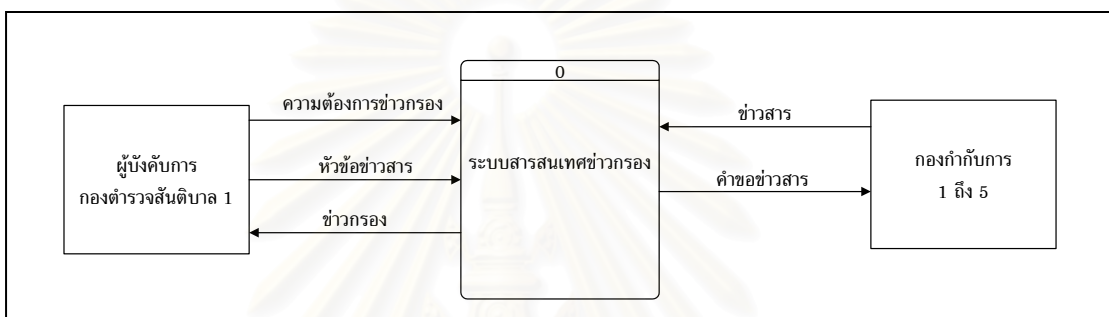 0
ความต้องการข่าวกรอง
ข่าวสาร
ผู้บังคับการ
กองตำรวจสันติบาล 1
หัวข้อข่าวสาร
ระบบสารสนเทศข่าวกรอง
คำขอข่าวสาร
กองกำกับการ
1 ถึง 5
ข่าวกรอง